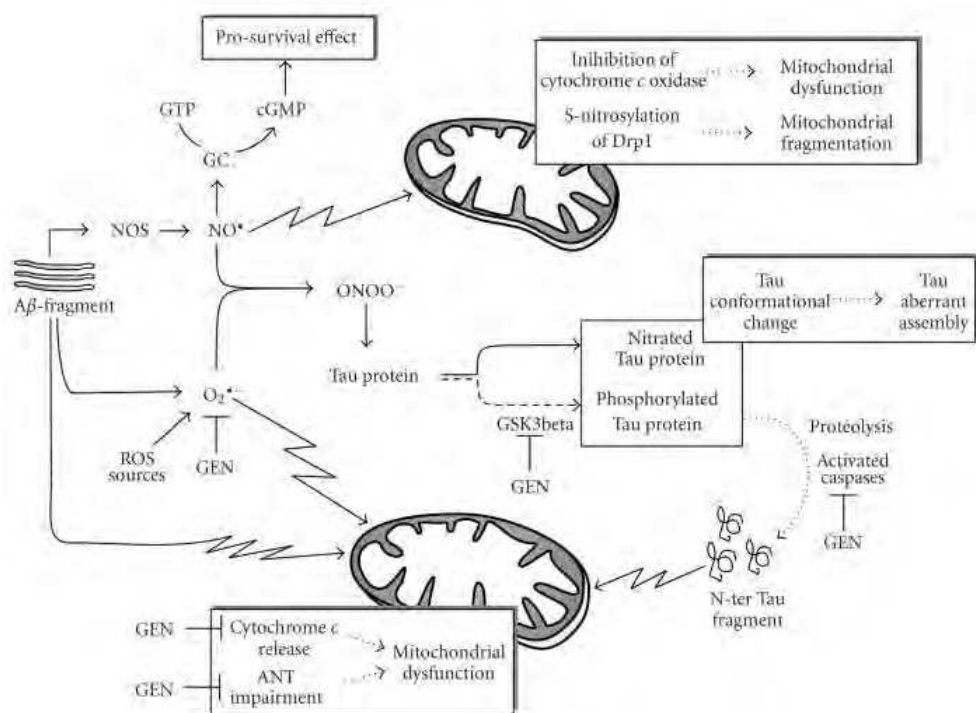 Pro-survival effect
GTP
cGMP
GC
NOS
NO•
Inihibition of
cytochrome c oxidase
Mitochondrial
dysfunction
S-nitrosylation
of Drp1
Mitochondrial
fragmentation
Aβ-fragment
ONOO⁻
Tau
conformational
change
Tau
aberrant
assembly
Tau protein
Nitrated
Tau protein
Phosphorylated
Tau protein
O₂•⁻
GSK3beta
GEN
ROS
sources
GEN
Proteolysis
Activated
caspases
GEN
N-ter Tau
fragment
GEN
Cytochrome c
release
Mitochondrial
dysfunction
GEN
ANT
impairment